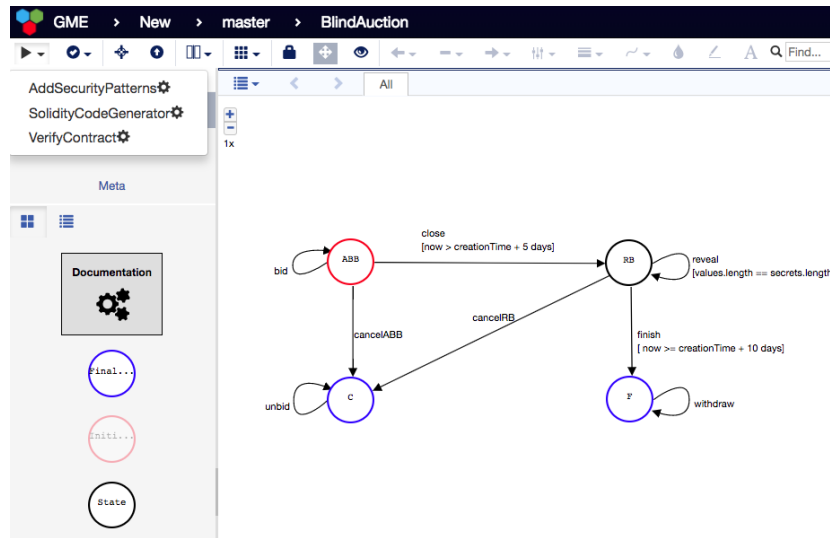 GME › New › master › BlindAuction
A Find...
AddSecurityPatterns
SolidityCodeGenerator
VerifyContract
All
1x
Meta
Documentation
Final...
Initi...
State
close
[now > creationTime + 5 days]
ABB
RB
bid
reveal
[values.length == secrets.length
cancelRB
cancelABB
finish
[ now >= creationTime + 10 days]
C
F
unbid
withdraw